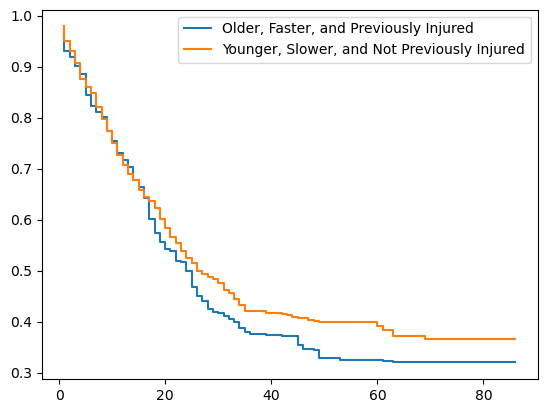 1.0
Older, Faster, and Previously Injured
Younger, Slower, and Not Previously Injured
0.9
0.8
0.7
0.6
0.5
0.4
0.3
0 20 40 60 80